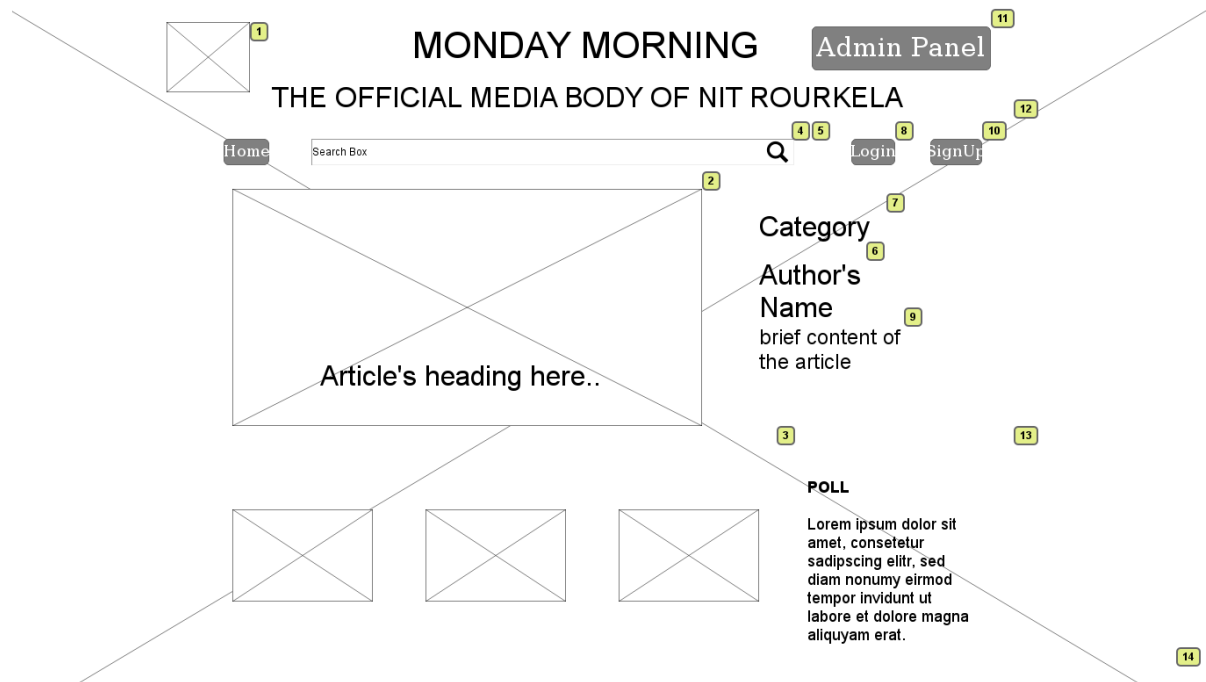 1
MONDAY MORNING
Admin Panel
11
THE OFFICIAL MEDIA BODY OF NIT ROURKELA
12
Home
Search Box
4
5
Login
8
SignUp
10
2
Category
7
Author's
Name
6
brief content of
the article
9
Article's heading here..
3
13
POLL
Lorem ipsum dolor sit
amet, consetetur
sadipscing elitr, sed
diam nonumy eirmod
tempor invidunt ut
labore et dolore magna
aliquyam erat.
14